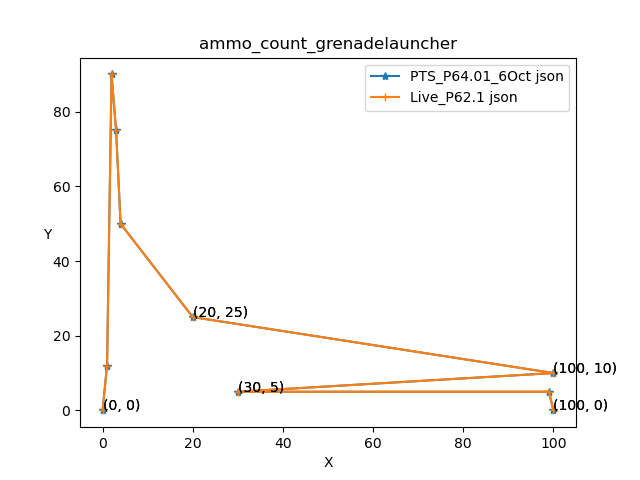 ammo_count_grenadelauncher
PTS_P64.01_6Oct json
Live_P62.1 json
80
60
Y
40
20
0
(20, 25)
(100, 10)
(30, 5)
(0, 0)
(100, 0)
0 20 40 60 80 100
X